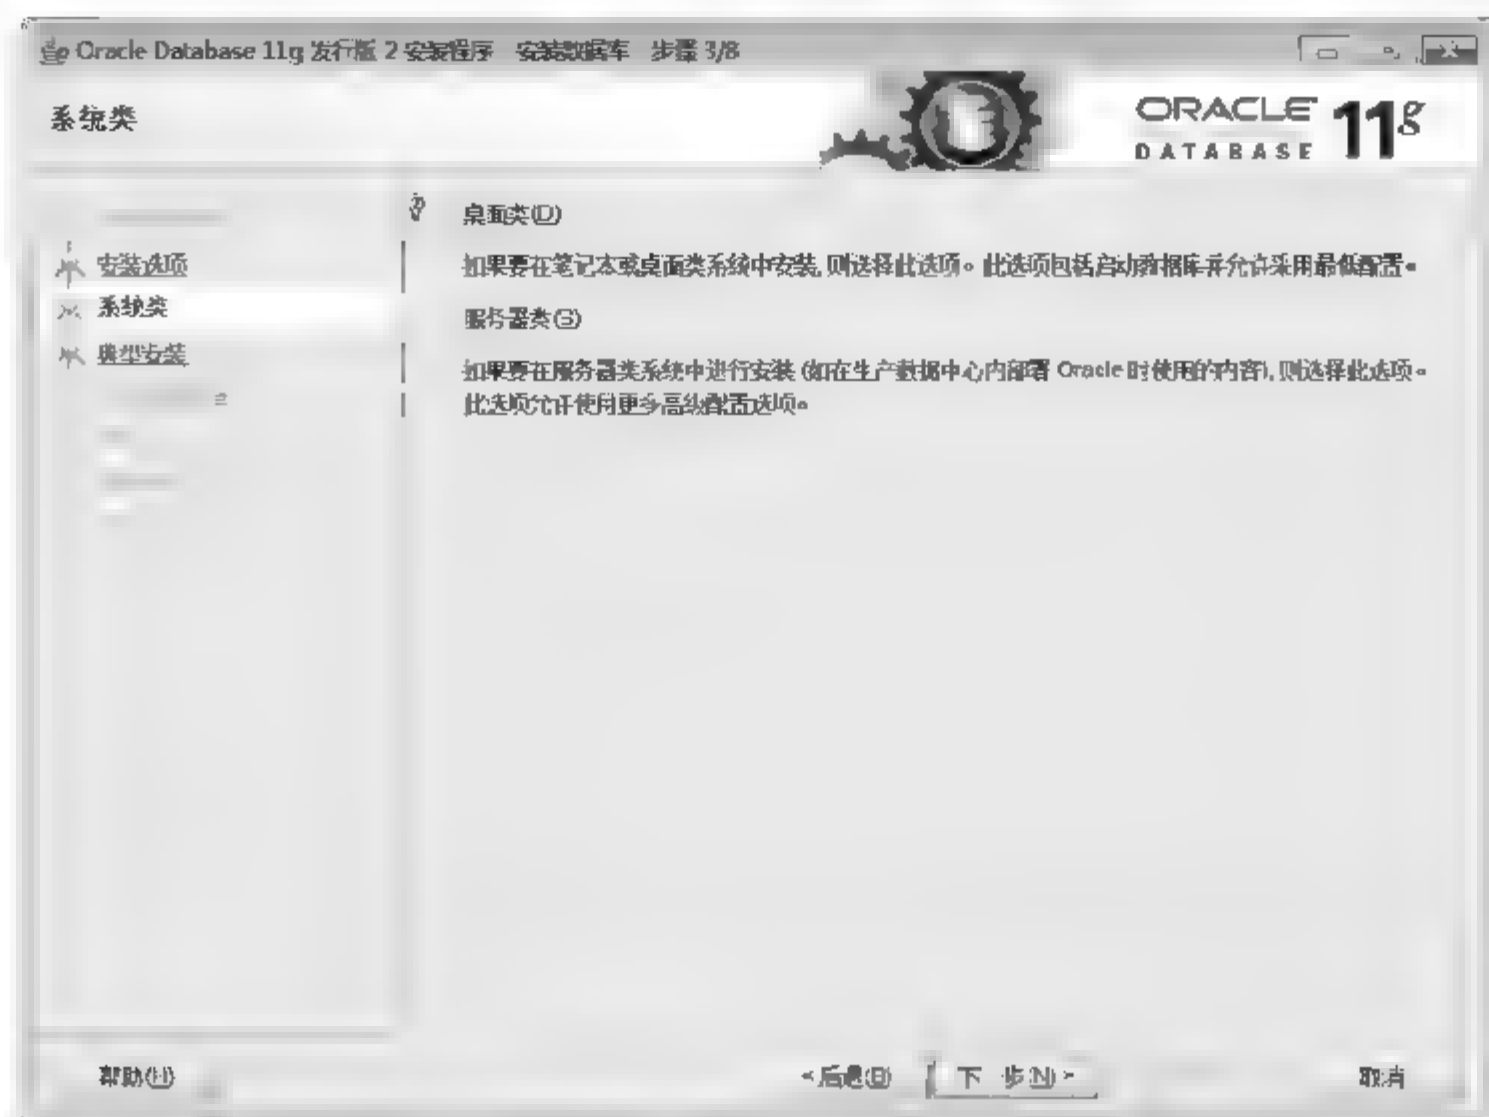 Oracle Database 11g 发行版 2 安装程序 安装数据库 步骤 3/8
系统类
ORACLE 11g
DATABASE
安装选项
系统类
典型安装
桌面类(D)
如果要在笔记本或桌面类系统中安装, 则选择此选项。此选项包括启动数据库并允许采用最低配置。
服务器类(S)
如果要在服务器类系统中进行安装 (如在生产数据中心内部署 Oracle 时使用的内容), 则选择此选项。
此选项允许使用更多高级配置选项。
帮助(H)
<后退(B)
下 步(N) >
取消